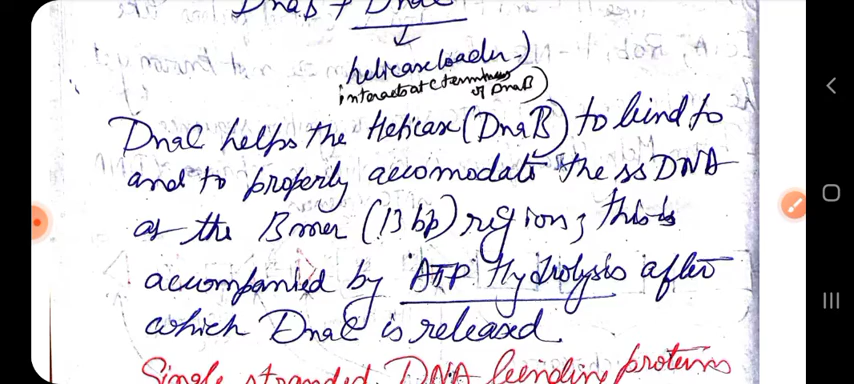 DnaB + DnaC
helicase loader
interacts at C terminus
of DnaB
DnaC helps the Helicase (DnaB) to bind to
and to properly accomodate the ssDNA
at the 13mer (13 bp) region; this is
accompanied by ATP Hydrolysis after
which DnaC is released
Single stranded DNA binding proteins